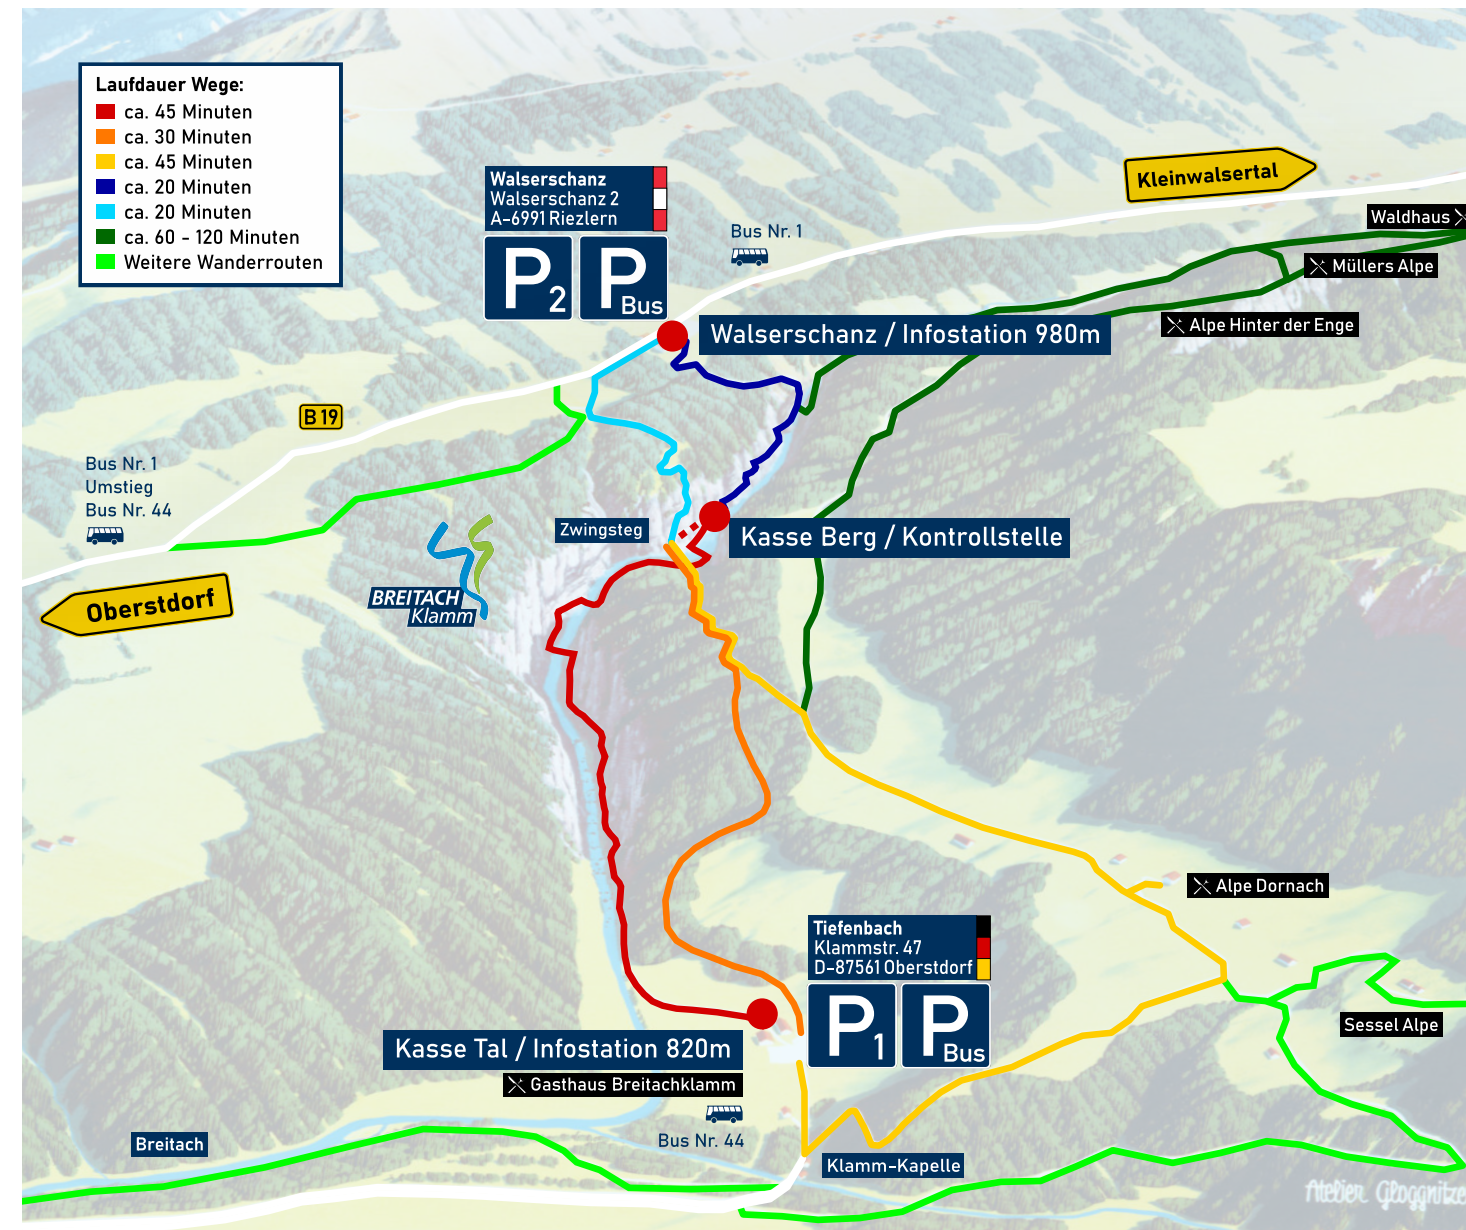 Laufdauer Wege:
ca. 45 Minuten
ca. 30 Minuten
ca. 45 Minuten
ca. 20 Minuten
ca. 20 Minuten
ca. 60 - 120 Minuten
Weitere Wanderrouten
Kleinwalsertal
Walserschanz
Walserschanz 2
A-6991 Riezlern
P2
P Bus
Bus Nr. 1
Waldhaus
Müllers Alpe
Alpe Hinter der Enge
Walserschanz / Infostation 980m
B 19
Bus Nr. 1
Umstieg
Bus Nr. 44
Zwingsteg
Kasse Berg / Kontrollstelle
Oberstdorf
BREITACH
Klamm
Alpe Dornach
Tiefenbach
Klammstr. 47
D-87561 Oberstdorf
P1
P Bus
Sessel Alpe
Kasse Tal / Infostation 820m
Gasthaus Breitachklamm
Bus Nr. 44
Breitach
Klamm-Kapelle
Atelier